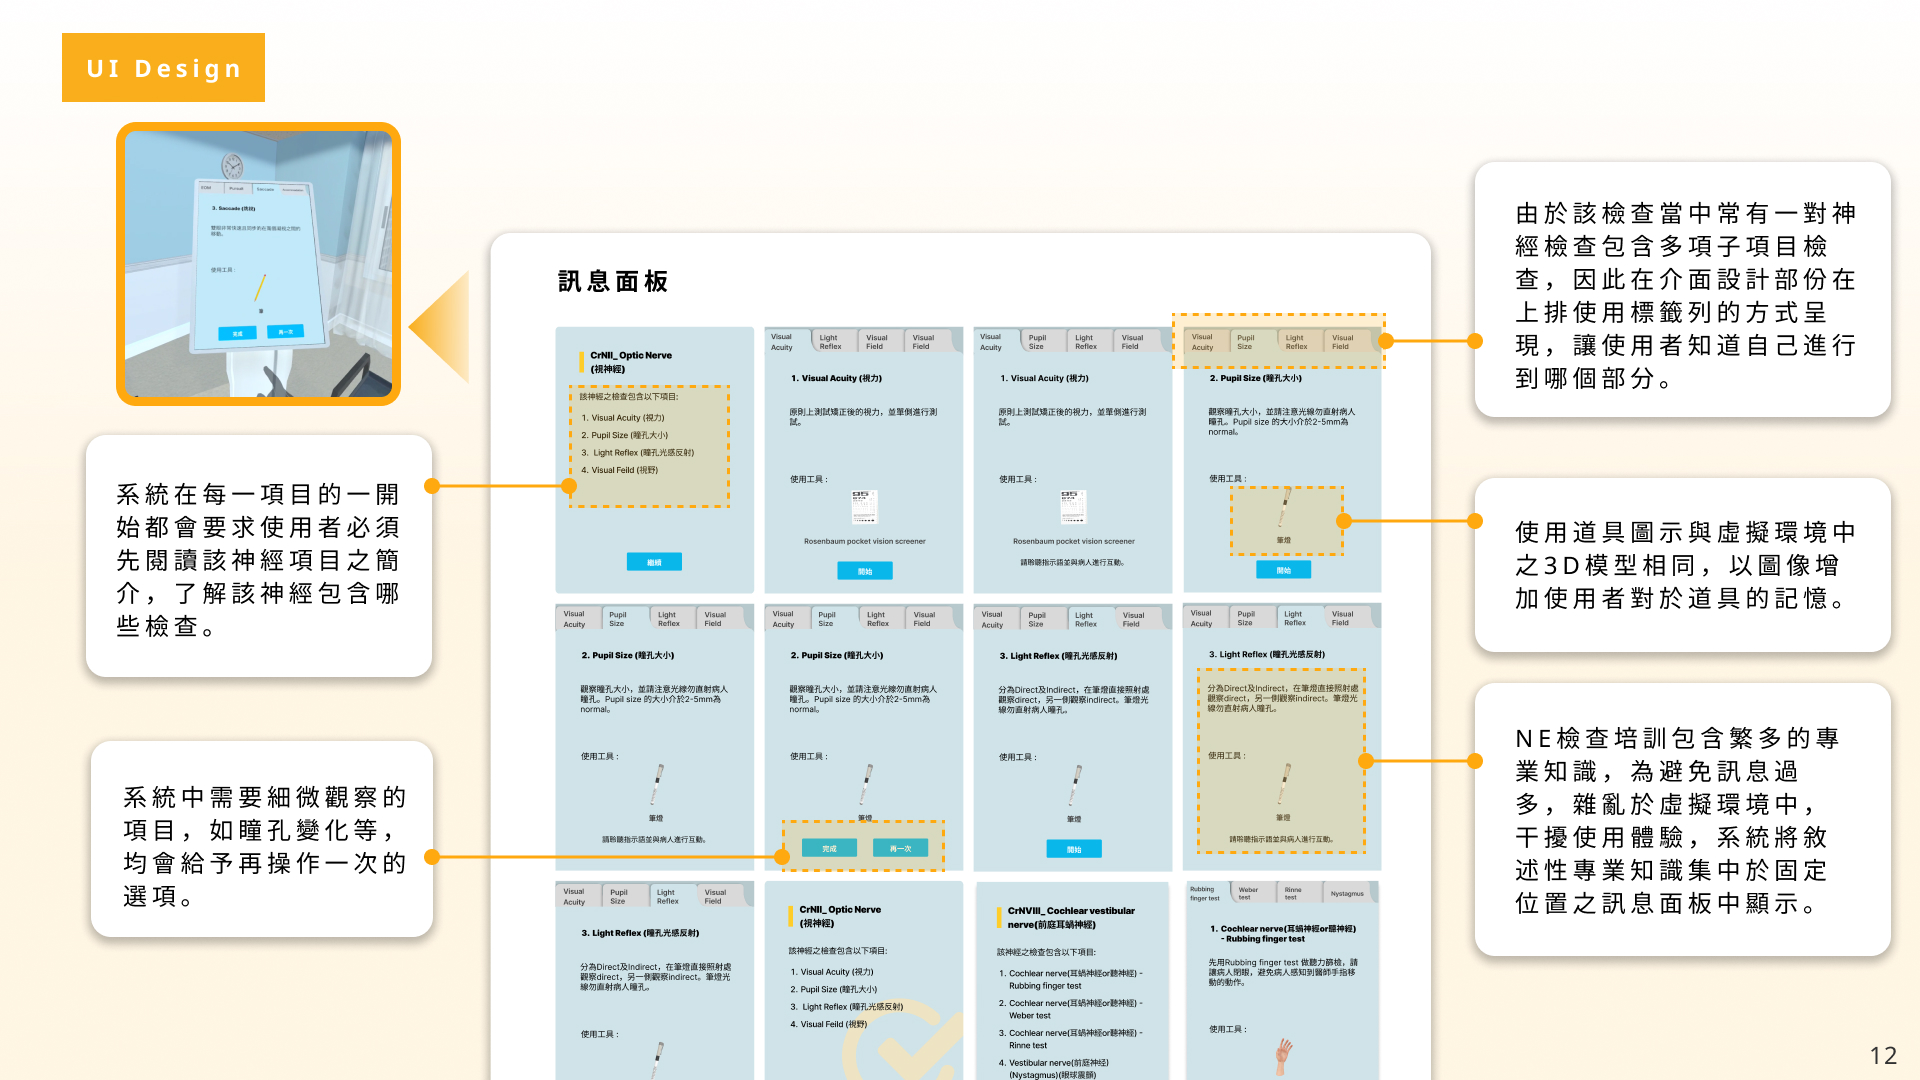 UI Design
EOM
Pursuit
Saccade
3. Saccade
使用工具 :
筆
完成
再一次
系統在每一項目的一開
始都會要求使用者必須
先閱讀該神經項目之簡
介，了解該神經包含哪
些檢查。
系統中需要細微觀察的
項目，如瞳孔變化等，
均會給予再操作一次的
選項。
訊息面板
CrNII_ Optic Nerve
(視神經)
該神經之檢查包含以下項目:
1. Visual Acuity (視力)
2. Pupil Size (瞳孔大小)
3. Light Reflex (瞳孔光感反射)
4. Visual Feild (視野)
繼續
Visual Acuity
Light Reflex
Visual Field
Visual Field
1. Visual Acuity (視力)
原則上測試矯正後的視力，並單側進行測
試。
使用工具 :
Rosenbaum pocket vision screener
開始
Visual Acuity
Pupil Size
Light Reflex
Visual Field
1. Visual Acuity (視力)
原則上測試矯正後的視力，並單側進行測
試。
使用工具 :
Rosenbaum pocket vision screener
請聆聽指示語並與病人進行互動。
Visual Acuity
Pupil Size
Light Reflex
Visual Field
2. Pupil Size (瞳孔大小)
觀察瞳孔大小，並請注意光線勿直射病人
瞳孔。Pupil size 的大小介於2-5mm為
normal。
使用工具 :
筆燈
開始
Visual Acuity
Pupil Size
Light Reflex
Visual Field
2. Pupil Size (瞳孔大小)
觀察瞳孔大小，並請注意光線勿直射病人
瞳孔。Pupil size 的大小介於2-5mm為
normal。
使用工具 :
筆燈
請聆聽指示語並與病人進行互動。
Visual Acuity
Pupil Size
Light Reflex
Visual Field
2. Pupil Size (瞳孔大小)
觀察瞳孔大小，並請注意光線勿直射病人
瞳孔。Pupil size 的大小介於2-5mm為
normal。
使用工具 :
筆燈
完成
再一次
Visual Acuity
Pupil Size
Light Reflex
Visual Field
3. Light Reflex (瞳孔光感反射)
分為Direct及Indirect，在筆燈直接照射處
觀察direct，另一側觀察indirect。筆燈光
線勿直射病人瞳孔。
使用工具 :
筆燈
開始
Visual Acuity
Pupil Size
Light Reflex
Visual Field
3. Light Reflex (瞳孔光感反射)
分為Direct及Indirect，在筆燈直接照射處
觀察direct，另一側觀察indirect。筆燈光
線勿直射病人瞳孔。
使用工具 :
筆燈
請聆聽指示語並與病人進行互動。
Visual Acuity
Pupil Size
Light Reflex
Visual Field
3. Light Reflex (瞳孔光感反射)
分為Direct及Indirect，在筆燈直接照射處
觀察direct，另一側觀察indirect。筆燈光
線勿直射病人瞳孔。
使用工具 :
CrNII_ Optic Nerve
(視神經)
該神經之檢查包含以下項目:
1. Visual Acuity (視力)
2. Pupil Size (瞳孔大小)
3. Light Reflex (瞳孔光感反射)
4. Visual Feild (視野)
CrNVIII_ Cochlear vestibular
nerve(前庭耳蝸神經)
該神經之檢查包含以下項目:
1. Cochlear nerve(耳蝸神經or聽神經) -
Rubbing finger test
2. Cochlear nerve(耳蝸神經or聽神經) -
Weber test
3. Cochlear nerve(耳蝸神經or聽神經) -
Rinne test
4. Vestibular nerve(前庭神经)
(Nystagmus)(眼球震顫)
Rubbing finger test
Weber test
Rinne test
Nystagmus
1. Cochlear nerve(耳蝸神經or聽神經)
- Rubbing finger test
先用Rubbing finger test 做聽力篩檢，請
讓病人閉眼，避免病人感知到醫師手指移
動的動作。
使用工具 :
由於該檢查當中常有一對神
經檢查包含多項子項目檢
查，因此在介面設計部份在
上排使用標籤列的方式呈
現，讓使用者知道自己進行
到哪個部分。
使用道具圖示與虛擬環境中
之3D模型相同，以圖像增
加使用者對於道具的記憶。
NE檢查培訓包含繁多的專
業知識，為避免訊息過
多，雜亂於虛擬環境中，
干擾使用體驗，系統將敘
述性專業知識集中於固定
位置之訊息面板中顯示。
12